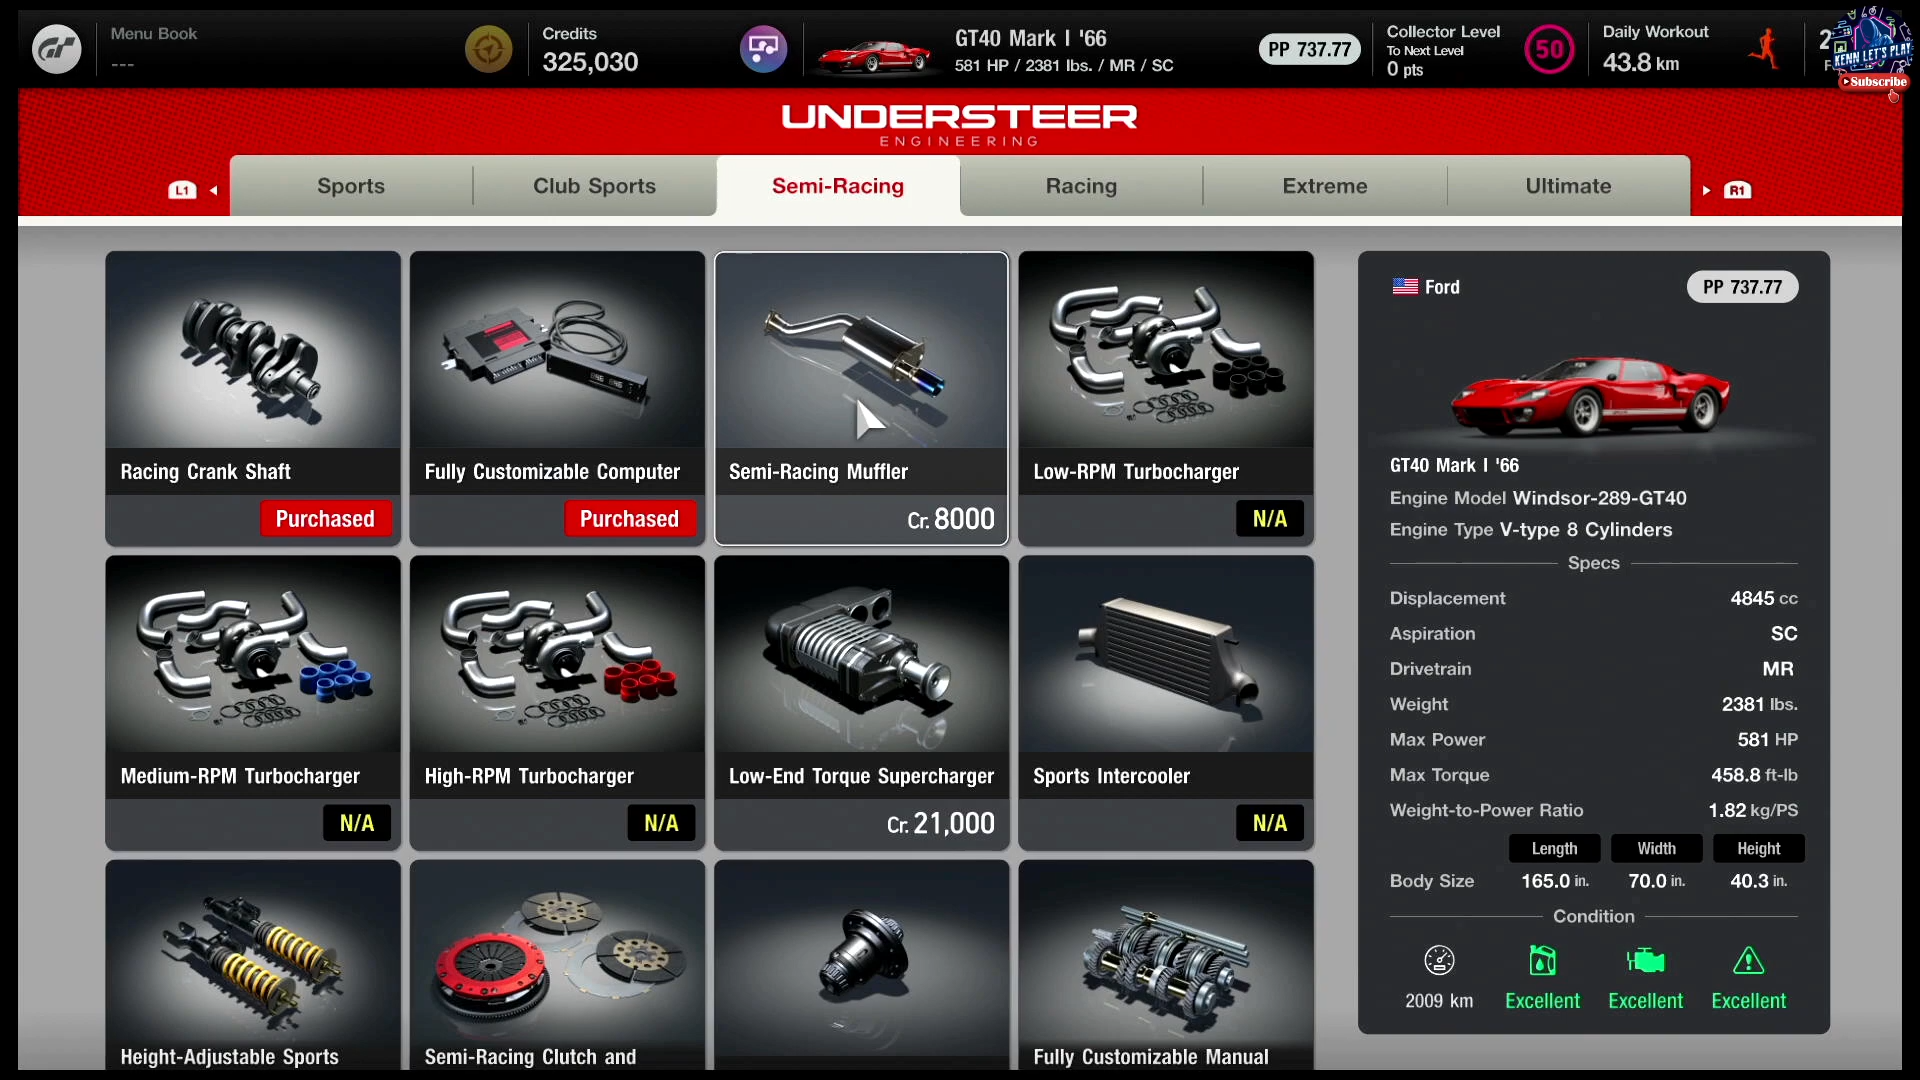 Menu Book
---
Credits
325,030
GT40 Mark I '66
581 HP / 2381 lbs. / MR / SC
PP 737.77
Collector Level
To Next Level
0 pts
50
Daily Workout
43.8 km
KENN LET'S PLAY
Subscribe
UNDERSTEER
ENGINEERING
L1
Sports
Club Sports
Semi-Racing
Racing
Extreme
Ultimate
R1
Racing Crank Shaft
Purchased
Fully Customizable Computer
Purchased
Semi-Racing Muffler
Cr. 8000
Low-RPM Turbocharger
N/A
Medium-RPM Turbocharger
N/A
High-RPM Turbocharger
N/A
Low-End Torque Supercharger
Cr. 21,000
Sports Intercooler
N/A
Height-Adjustable Sports
Semi-Racing Clutch and
Fully Customizable Manual
Ford
PP 737.77
GT40 Mark I '66
Engine Model Windsor-289-GT40
Engine Type V-type 8 Cylinders
Specs
Displacement 4845 cc
Aspiration SC
Drivetrain MR
Weight 2381 lbs.
Max Power 581 HP
Max Torque 458.8 ft-lb
Weight-to-Power Ratio 1.82 kg/PS
Length Width Height
Body Size 165.0 in. 70.0 in. 40.3 in.
Condition
2009 km Excellent Excellent Excellent